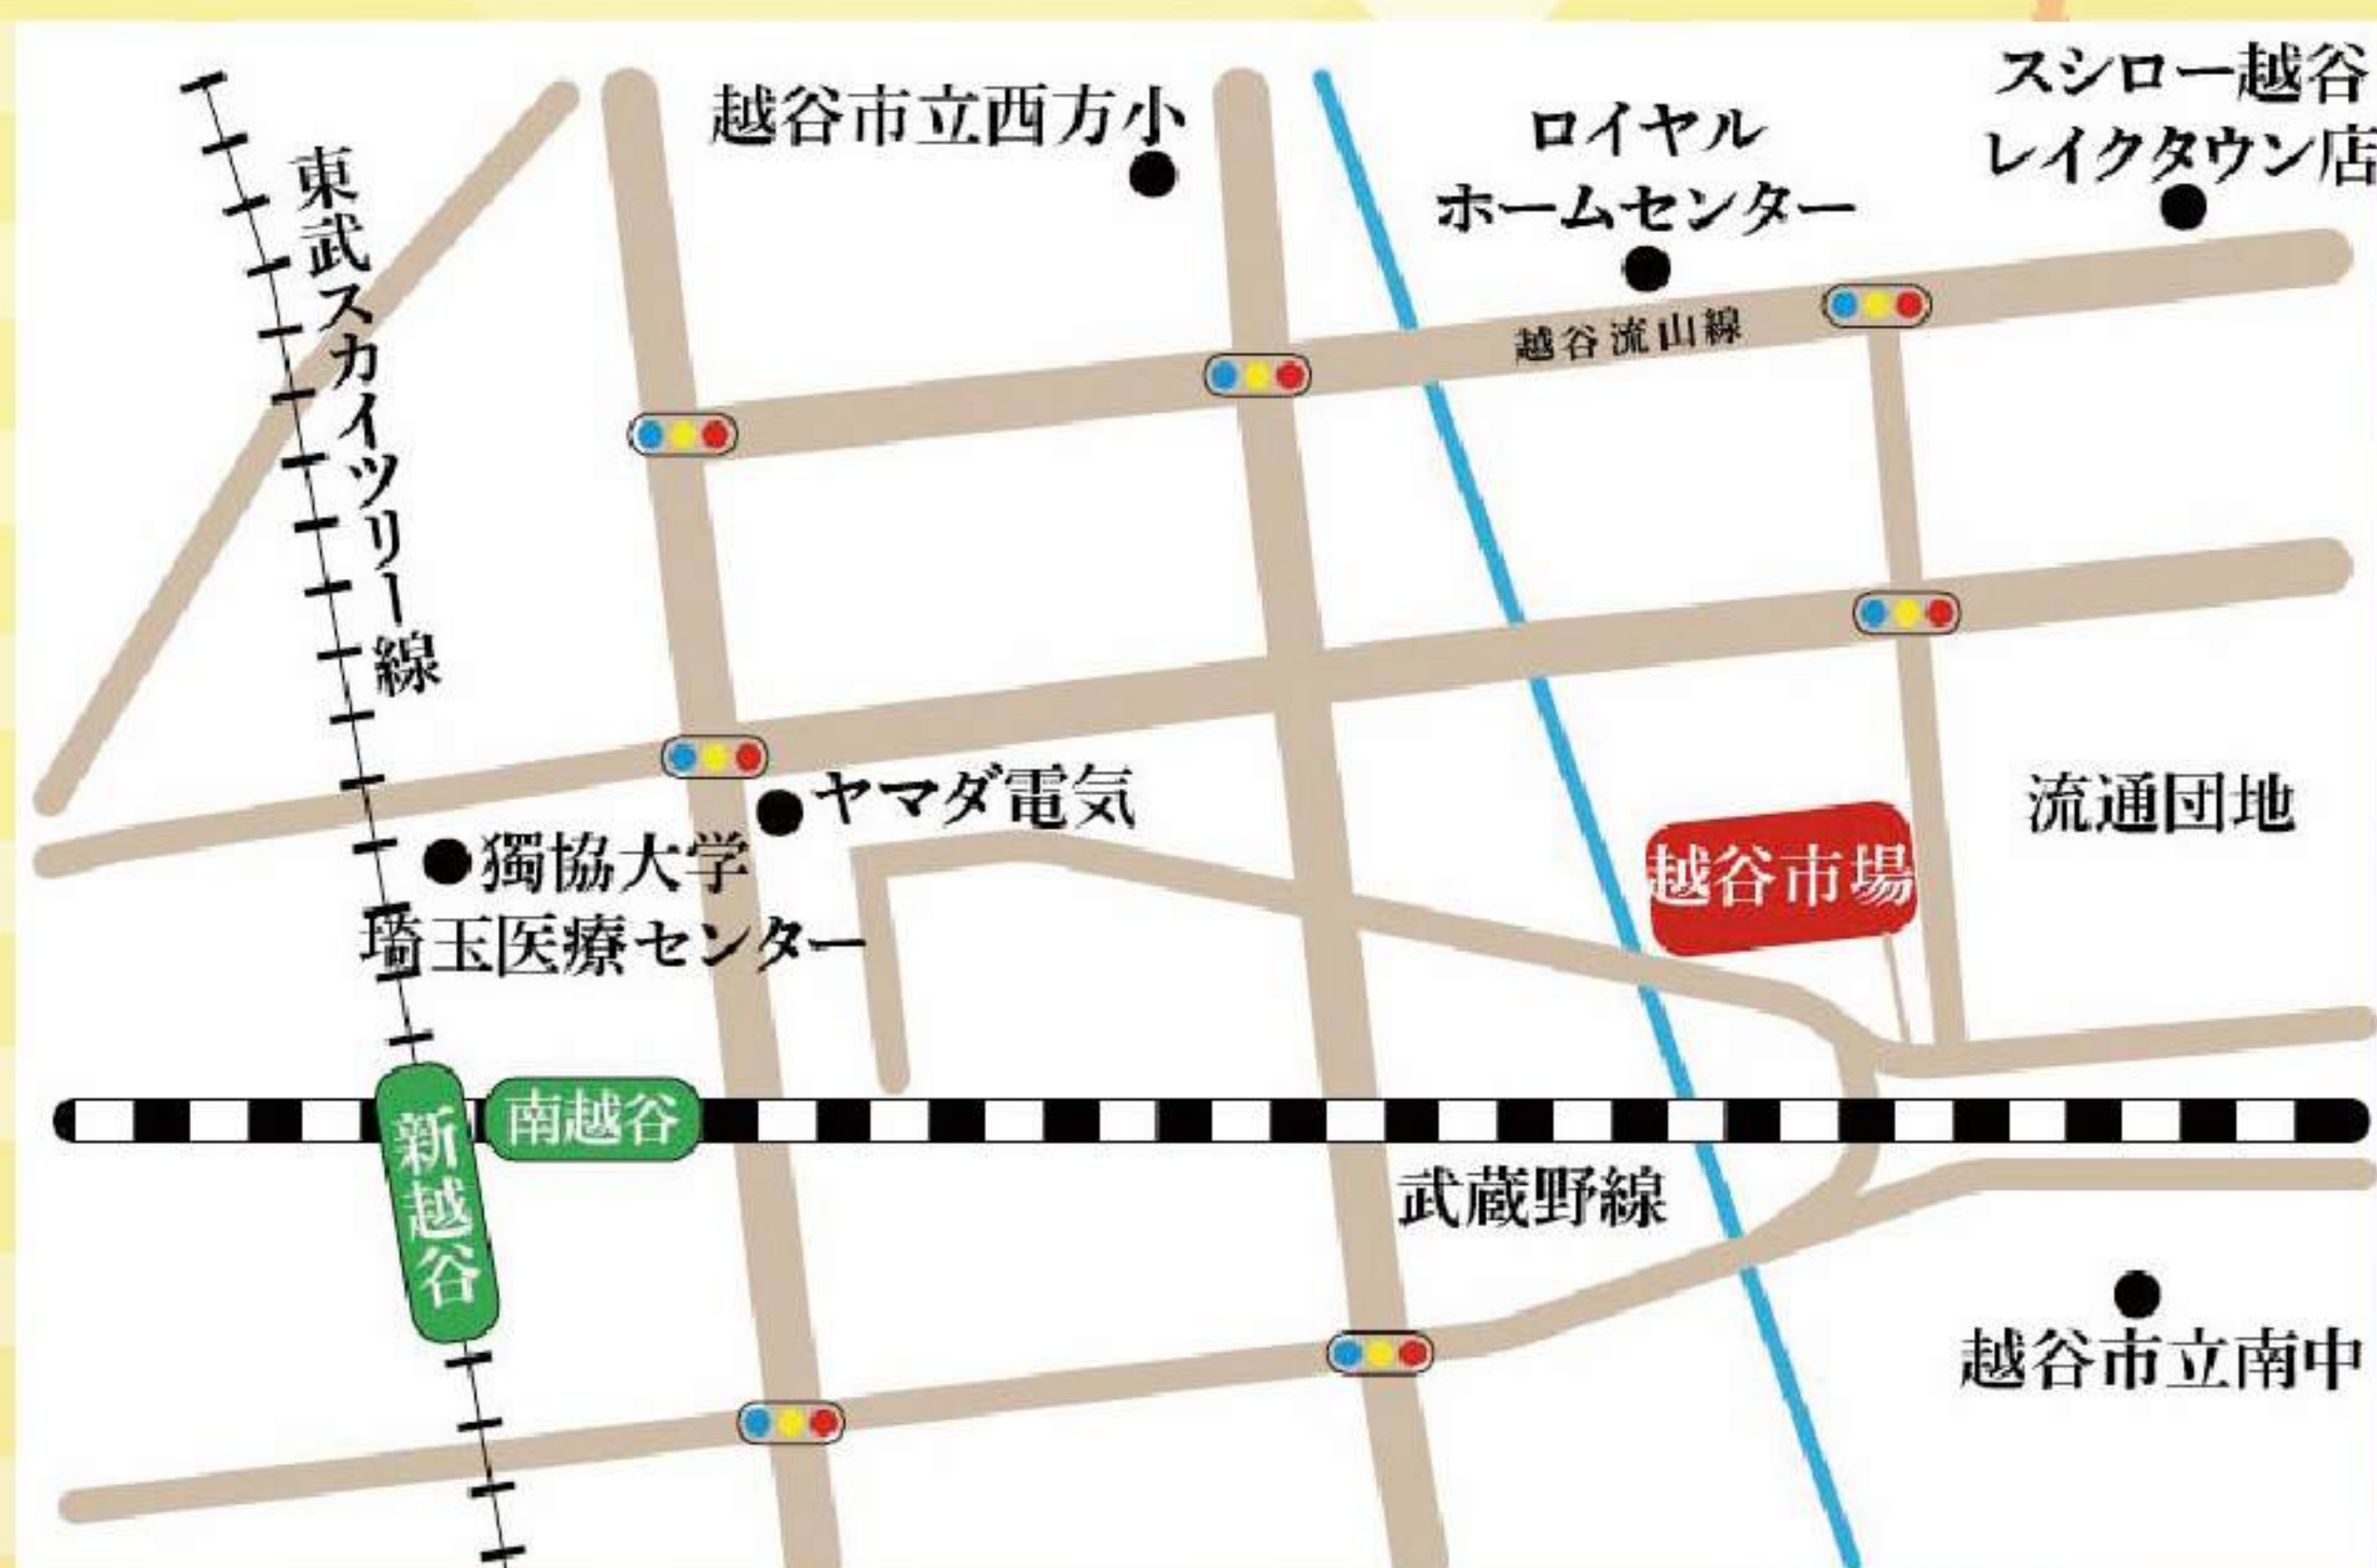 越谷市立西方小
ロイヤル
ホームセンター
スシロー越谷
レイクタウン店
東武スカイツリー線
越谷流山線
ヤマダ電気
獨協大学
埼玉医療センター
流通団地
越谷市場
南越谷
新越谷
武蔵野線
越谷市立南中